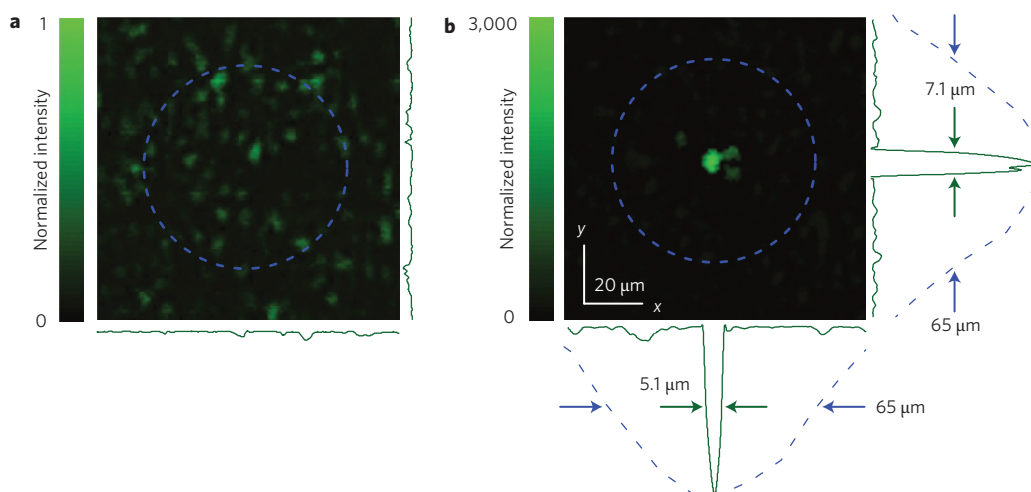 a
1
Normalized intensity
0
b
3,000
Normalized intensity
0
y
20 µm
x
7.1 µm
65 µm
5.1 µm
65 µm